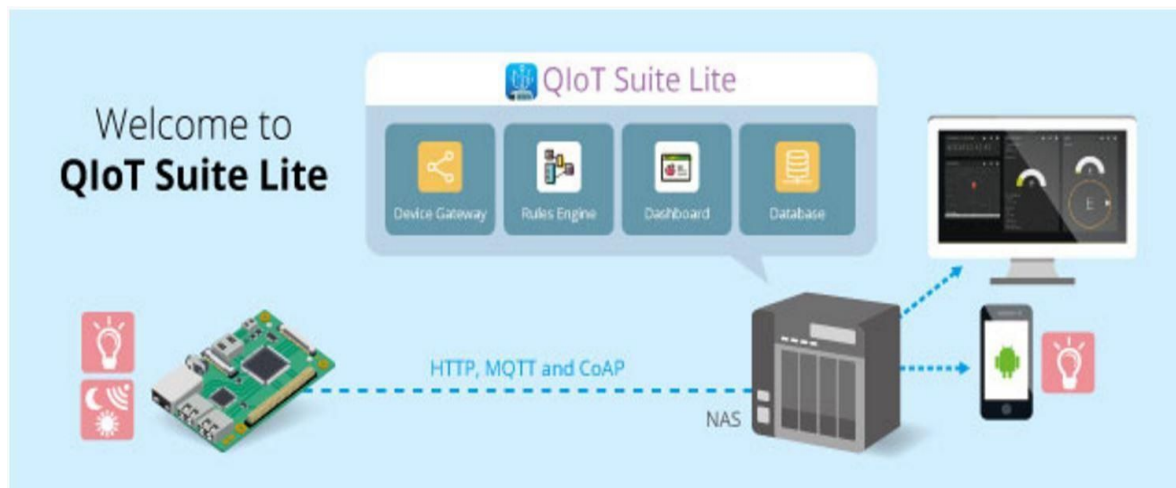 Welcome to
QIoT Suite Lite
QIoT Suite Lite
Device Gateway
Rules Engine
Dashboard
Database
HTTP, MQTT and CoAP
NAS
E